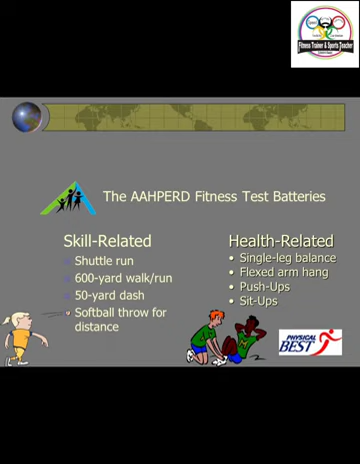 Fitness Trainer & Sports Teacher
The AAHPERD Fitness Test Batteries
Skill-Related
Shuttle run
600-yard walk/run
50-yard dash
Softball throw for
distance
Health-Related
• Single-leg balance
• Flexed arm hang
• Push-Ups
• Sit-Ups
PHYSICAL
BEST